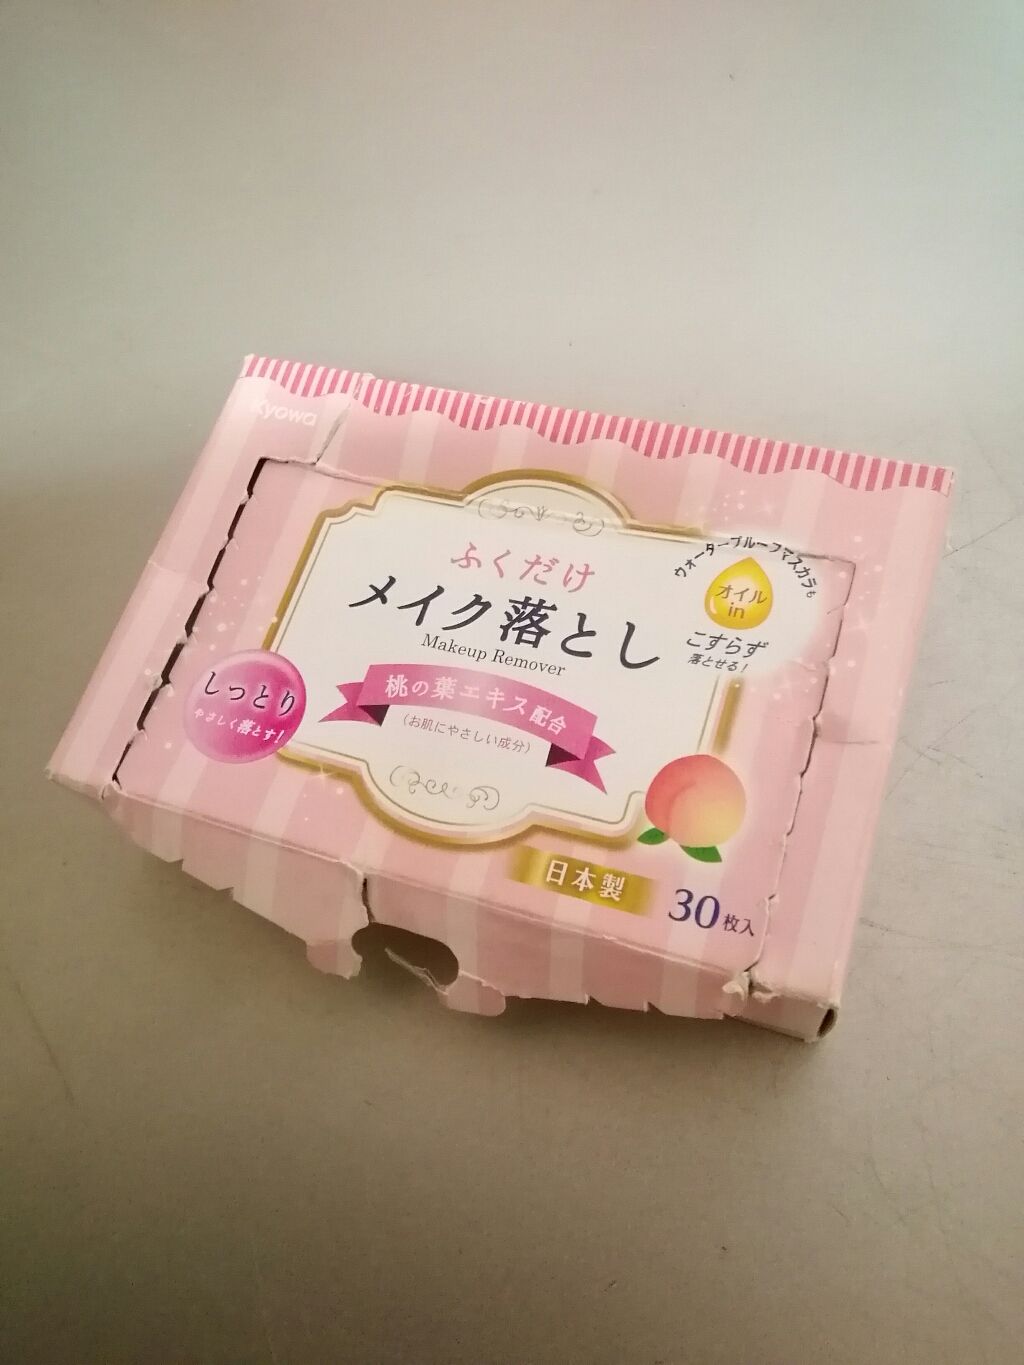 Kyowa
ふくだけ
メイク落とし
Makeup Remover
桃の葉エキス配合
(お肌にやさしい成分)
ウォータープルーフマスカラも
オイル
in
こすらず
落とせる!
しっとり
やさしく落とす!
日本製
30枚入